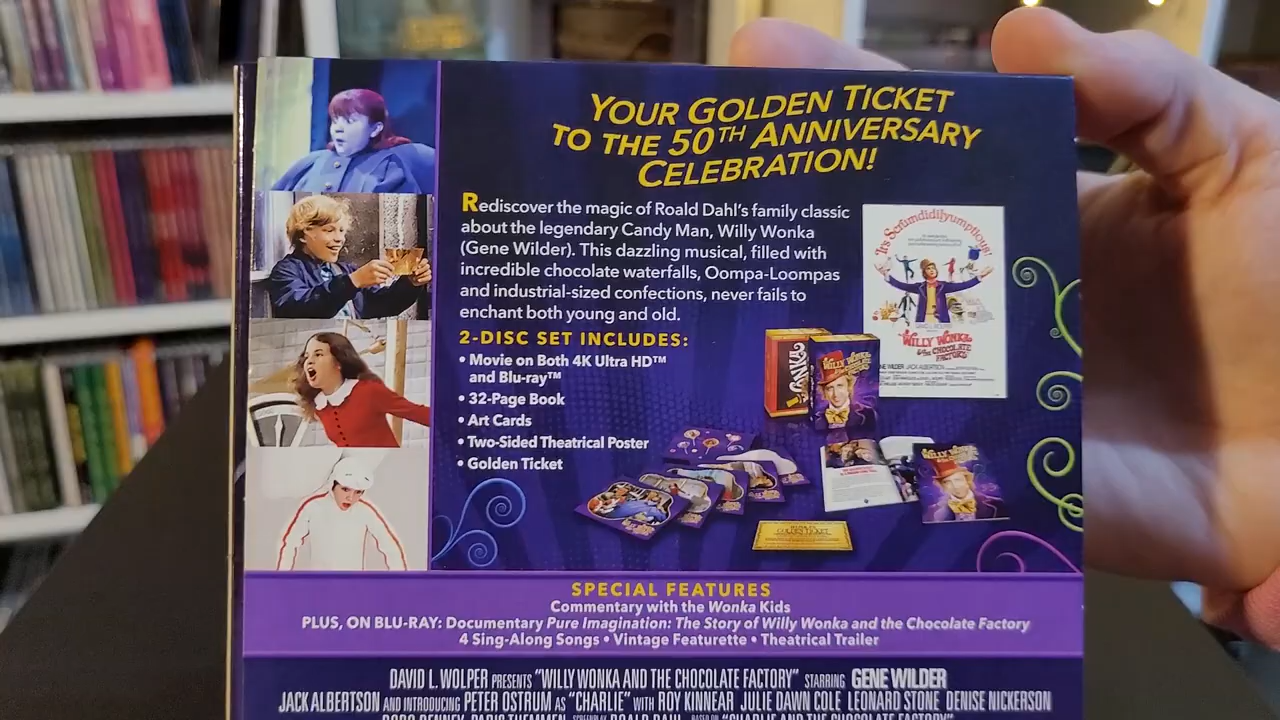 YOUR GOLDEN TICKET
TO THE 50TH ANNIVERSARY
CELEBRATION!
Rediscover the magic of Roald Dahl's family classic
about the legendary Candy Man, Willy Wonka
(Gene Wilder). This dazzling musical, filled with
incredible chocolate waterfalls, Oompa-Loompas
and industrial-sized confections, never fails to
enchant both young and old.
2-DISC SET INCLUDES:
• Movie on Both 4K Ultra HD™
and Blu-ray™
• 32-Page Book
• Art Cards
• Two-Sided Theatrical Poster
• Golden Ticket
It's Scrumdidilyumptious!
WILLY WONKA
& THE CHOCOLATE
FACTORY
WONKA
WILLY WONKA
WILLY WONKA
GOLDEN TICKET
SPECIAL FEATURES
Commentary with the Wonka Kids
PLUS, ON BLU-RAY: Documentary Pure Imagination: The Story of Willy Wonka and the Chocolate Factory
4 Sing-Along Songs • Vintage Featurette • Theatrical Trailer
DAVID L. WOLPER PRESENTS "WILLY WONKA AND THE CHOCOLATE FACTORY" STARRING GENE WILDER
JACK ALBERTSON AND INTRODUCING PETER OSTRUM AS "CHARLIE" WITH ROY KINNEAR JULIE DAWN COLE LEONARD STONE DENISE NICKERSON